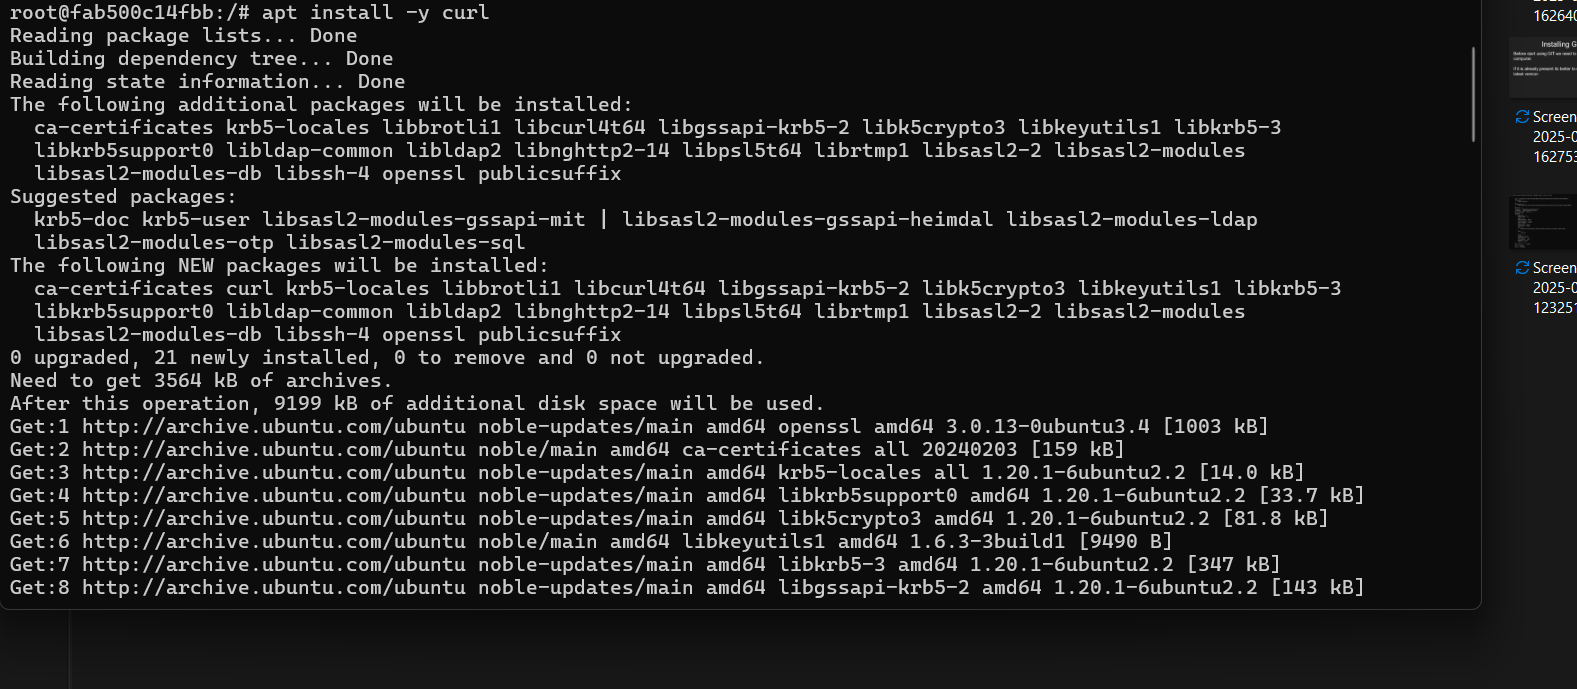 root@fab500c14fbb:/# apt install -y curl
Reading package lists... Done
Building dependency tree... Done
Reading state information... Done
The following additional packages will be installed:
  ca-certificates krb5-locales libbrotli1 libcurl4t64 libgssapi-krb5-2 libk5crypto3 libkeyutils1 libkrb5-3
  libkrb5support0 libldap-common libldap2 libnghttp2-14 libpsl5t64 librtmp1 libsasl2-2 libsasl2-modules
  libsasl2-modules-db libssh-4 openssl publicsuffix
Suggested packages:
  krb5-doc krb5-user libsasl2-modules-gssapi-mit | libsasl2-modules-gssapi-heimdal libsasl2-modules-ldap
  libsasl2-modules-otp libsasl2-modules-sql
The following NEW packages will be installed:
  ca-certificates curl krb5-locales libbrotli1 libcurl4t64 libgssapi-krb5-2 libk5crypto3 libkeyutils1 libkrb5-3
  libkrb5support0 libldap-common libldap2 libnghttp2-14 libpsl5t64 librtmp1 libsasl2-2 libsasl2-modules
  libsasl2-modules-db libssh-4 openssl publicsuffix
0 upgraded, 21 newly installed, 0 to remove and 0 not upgraded.
Need to get 3564 kB of archives.
After this operation, 9199 kB of additional disk space will be used.
Get:1 http://archive.ubuntu.com/ubuntu noble-updates/main amd64 openssl amd64 3.0.13-0ubuntu3.4 [1003 kB]
Get:2 http://archive.ubuntu.com/ubuntu noble/main amd64 ca-certificates all 20240203 [159 kB]
Get:3 http://archive.ubuntu.com/ubuntu noble-updates/main amd64 krb5-locales all 1.20.1-6ubuntu2.2 [14.0 kB]
Get:4 http://archive.ubuntu.com/ubuntu noble-updates/main amd64 libkrb5support0 amd64 1.20.1-6ubuntu2.2 [33.7 kB]
Get:5 http://archive.ubuntu.com/ubuntu noble-updates/main amd64 libk5crypto3 amd64 1.20.1-6ubuntu2.2 [81.8 kB]
Get:6 http://archive.ubuntu.com/ubuntu noble/main amd64 libkeyutils1 amd64 1.6.3-3build1 [9490 B]
Get:7 http://archive.ubuntu.com/ubuntu noble-updates/main amd64 libkrb5-3 amd64 1.20.1-6ubuntu2.2 [347 kB]
Get:8 http://archive.ubuntu.com/ubuntu noble-updates/main amd64 libgssapi-krb5-2 amd64 1.20.1-6ubuntu2.2 [143 kB]
16264
Installing G
Screen
2025-0
16275
Screen
2025-0
12325